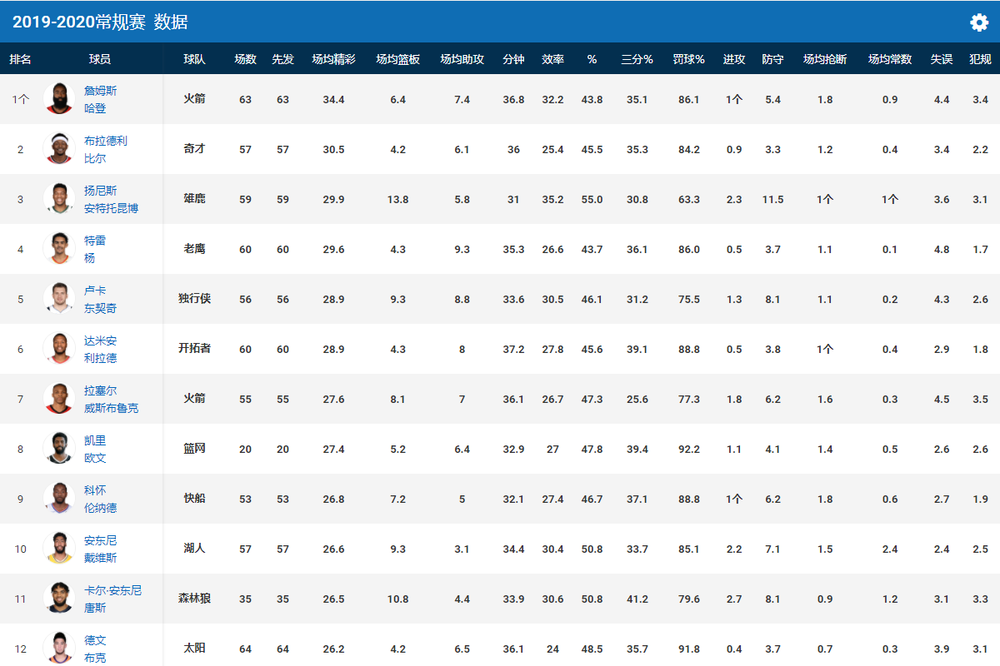 2019-2020常规赛 数据
排名 球员 球队 场数 先发 场均精彩 场均篮板 场均助攻 分钟 效率 % 三分% 罚球% 进攻 防守 场均抢断 场均常数 失误 犯规
1个 詹姆斯 哈登 火箭 63 63 34.4 6.4 7.4 36.8 32.2 43.8 35.1 86.1 1个 5.4 1.8 0.9 4.4 3.4
2 布拉德利 比尔 奇才 57 57 30.5 4.2 6.1 36 25.4 45.5 35.3 84.2 0.9 3.3 1.2 0.4 3.4 2.2
3 扬尼斯 安特托昆博 雄鹿 59 59 29.9 13.8 5.8 31 35.2 55.0 30.8 63.3 2.3 11.5 1个 1个 3.6 3.1
4 特雷 杨 老鹰 60 60 29.6 4.3 9.3 35.3 26.6 43.7 36.1 86.0 0.5 3.7 1.1 0.1 4.8 1.7
5 卢卡 东契奇 独行侠 56 56 28.9 9.3 8.8 33.6 30.5 46.1 31.2 75.5 1.3 8.1 1.1 0.2 4.3 2.6
6 达米安 利拉德 开拓者 60 60 28.9 4.3 8 37.2 27.8 45.6 39.1 88.8 0.5 3.8 1个 0.4 2.9 1.8
7 拉塞尔 威斯布鲁克 火箭 55 55 27.6 8.1 7 36.1 26.7 47.3 25.6 77.3 1.8 6.2 1.6 0.3 4.5 3.5
8 凯里 欧文 篮网 20 20 27.4 5.2 6.4 32.9 27 47.8 39.4 92.2 1.1 4.1 1.4 0.5 2.6 2.6
9 科怀 伦纳德 快船 53 53 26.8 7.2 5 32.1 27.4 46.7 37.1 88.8 1个 6.2 1.8 0.6 2.7 1.9
10 安东尼 戴维斯 湖人 57 57 26.6 9.3 3.1 34.4 30.4 50.8 33.7 85.1 2.2 7.1 1.5 2.4 2.4 2.5
11 卡尔·安东尼 唐斯 森林狼 35 35 26.5 10.8 4.4 33.9 30.6 50.8 41.2 79.6 2.7 8.1 0.9 1.2 3.1 3.3
12 德文 布克 太阳 64 64 26.2 4.2 6.5 36.1 24 48.5 35.7 91.8 0.4 3.7 0.7 0.3 3.9 3.1